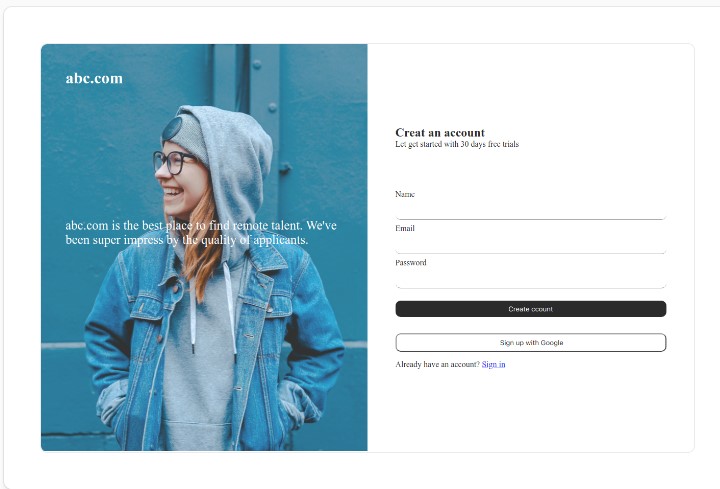 abc.com
abc.com is the best place to find remote talent. We've
been super impress by the quality of applicants.
Creat an account
Let get started with 30 days free trials
Name
Email
Password
Create ccount
Sign up with Google
Already have an account? Sign in